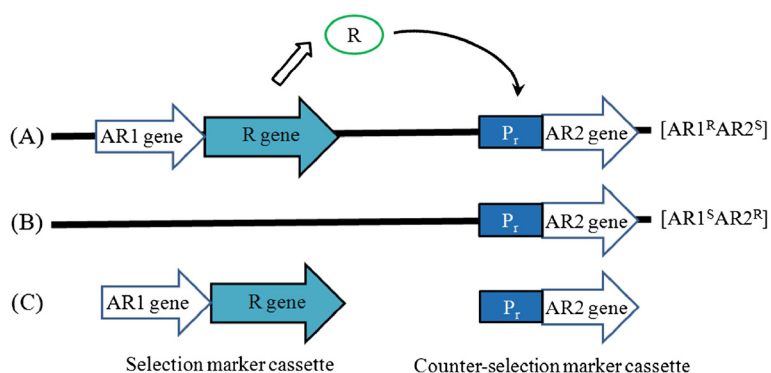 R
(A) AR1 gene R gene Pr AR2 gene [AR1ᴿAR2ˢ]
(B) Pr AR2 gene [AR1ˢAR2ᴿ]
(C) AR1 gene R gene Pr AR2 gene
Selection marker cassette Counter-selection marker cassette